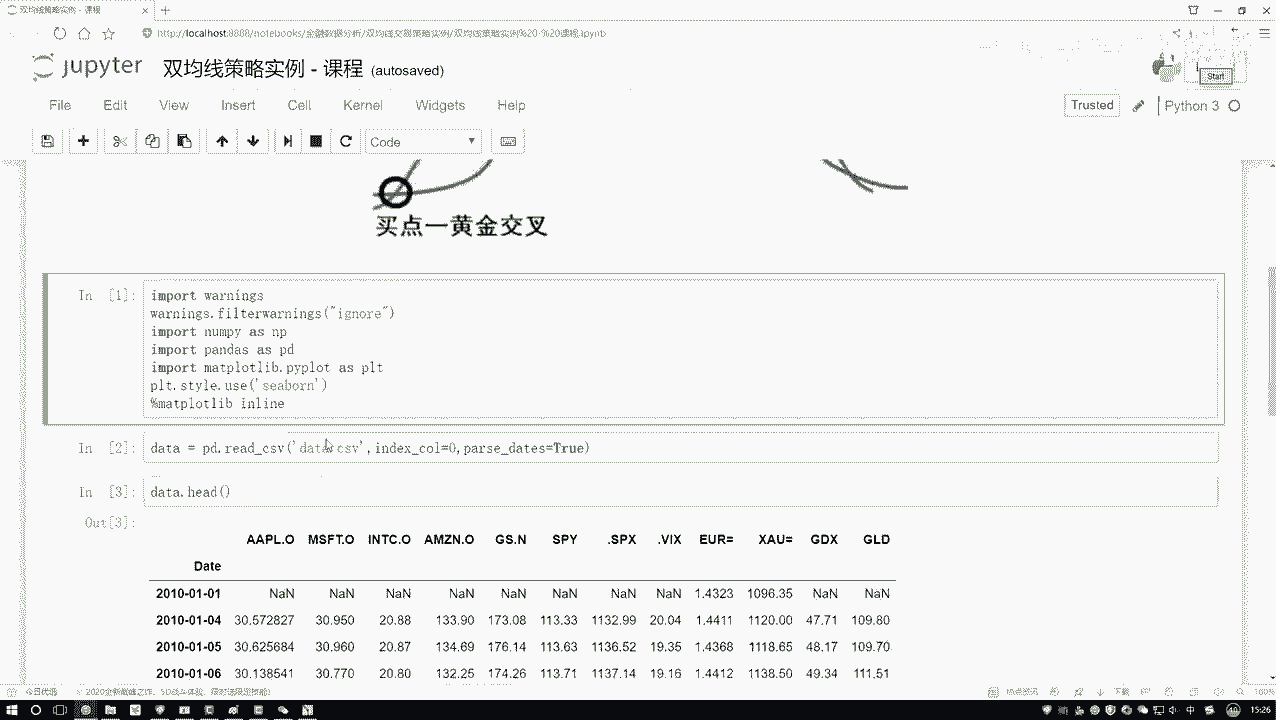 双均线策略实例 - 课程
http://localhost:8888/notebooks/金融数据分析/双均线交易策略实例/双均线策略实例%20-%20课程.ipynb
jupyter 双均线策略实例 - 课程 (autosaved)
Start
File Edit View Insert Cell Kernel Widgets Help
Trusted
Python 3
Code
买点一黄金交叉
In [1]:
import warnings
warnings.filterwarnings("ignore")
import numpy as np
import pandas as pd
import matplotlib.pyplot as plt
plt.style.use('seaborn')
%matplotlib inline
In [2]: data = pd.read_csv('data.csv',index_col=0,parse_dates=True)
In [3]: data.head()
Out[3]:
AAPL.O MSFT.O INTC.O AMZN.O GS.N SPY .SPX .VIX EUR= XAU= GDX GLD
Date
2010-01-01 NaN NaN NaN NaN NaN NaN NaN NaN 1.4323 1096.35 NaN NaN
2010-01-04 30.572827 30.950 20.88 133.90 173.08 113.33 1132.99 20.04 1.4411 1120.00 47.71 109.80
2010-01-05 30.625684 30.960 20.87 134.69 176.14 113.63 1136.52 19.35 1.4368 1118.65 48.17 109.70
2010-01-06 30.138541 30.770 20.80 132.25 174.26 113.71 1137.14 19.16 1.4412 1138.50 49.34 111.51
100%
中
15:26